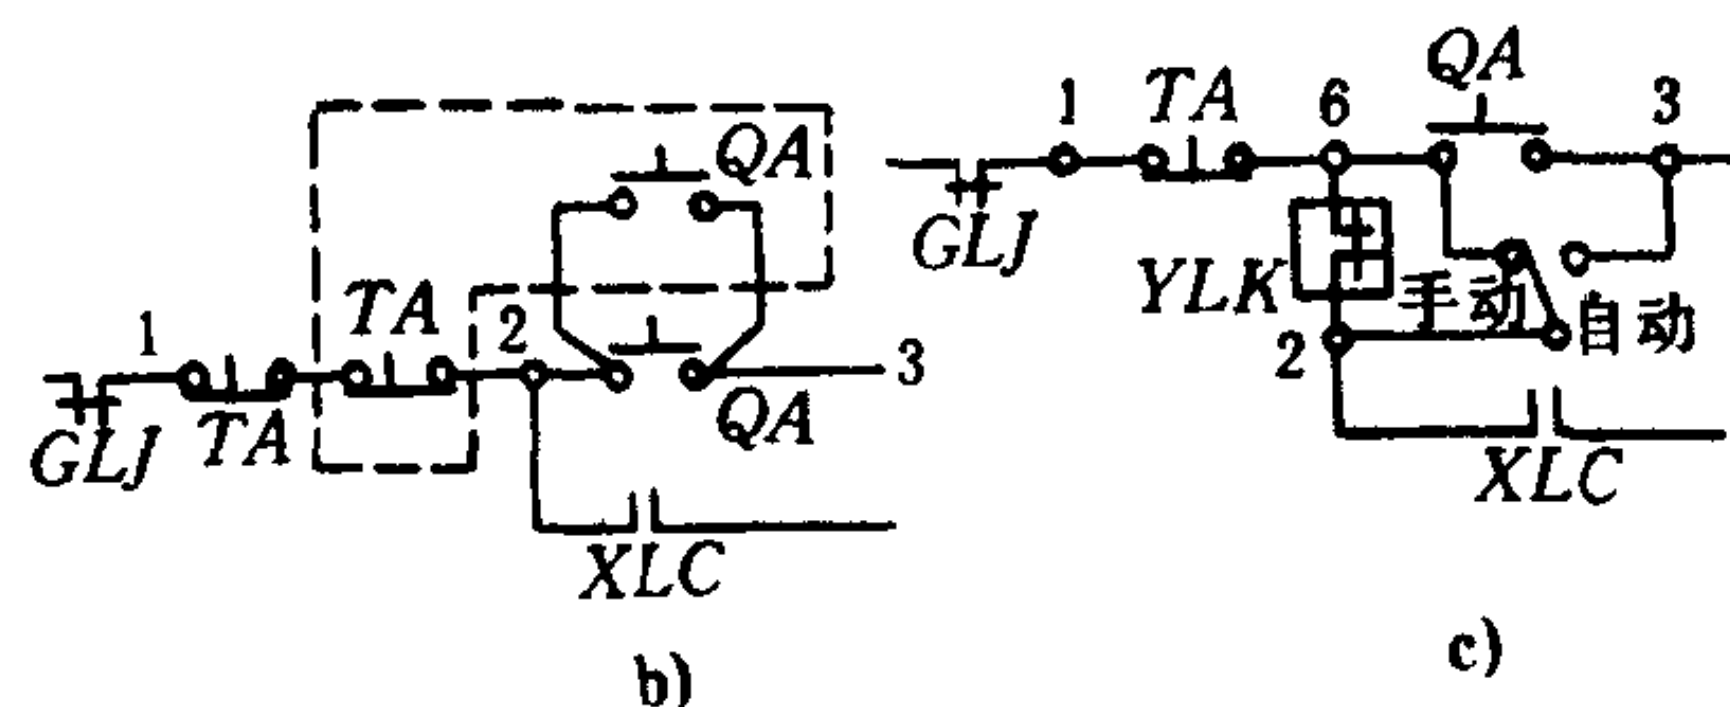 QA
TA
1
2
3
GLJ
TA
QA
XLC
b)
QA
1
TA
6
3
GLJ
YLK
手动
自动
2
XLC
c)